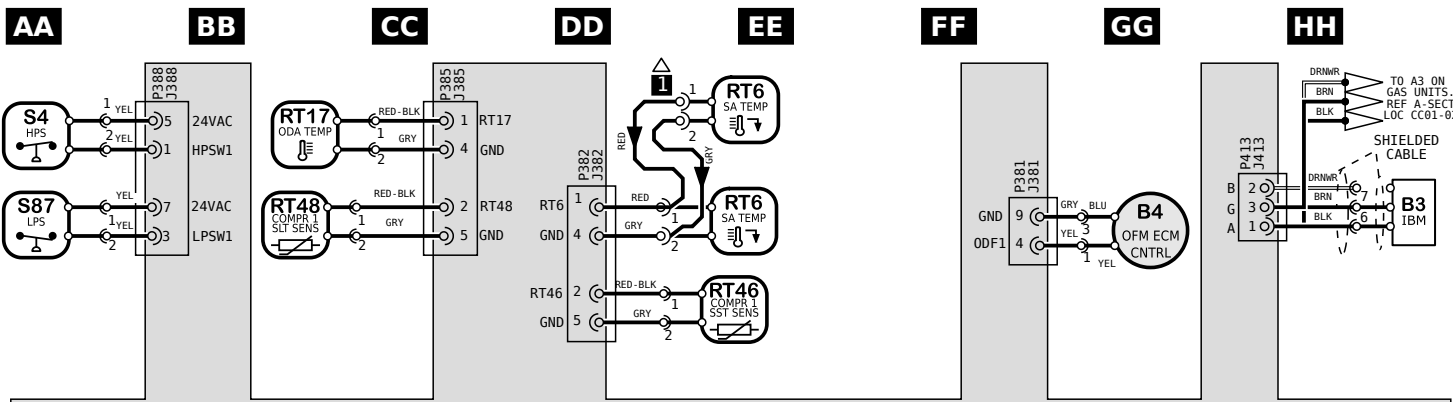 AA BB CC DD EE FF GG HH
P388
J388
S4
HPS
1 YEL
2 YEL
5 24VAC
1 HPSW1
S87
LPS
YEL
1 YEL
2
7 24VAC
3 LPSW1
RT17
ODA TEMP
RED-BLK
1
GRY
2
P385
J385
1 RT17
4 GND
RT48
COMPR 1
SLT SENS
RED-BLK
1
GRY
2
2 RT48
5 GND
1
RT6
SA TEMP
1
2
RED
GRY
P382
J382
RT6 1
GND 4
RED
1
GRY
2
RT6
SA TEMP
RT46 2
GND 5
RED-BLK
1
GRY
2
RT46
COMPR 1
SST SENS
P381
J381
GND 9
ODF1 4
GRY BLU
3
YEL
1 YEL
B4
OFM ECM
CNTRL
DRNWR
BRN
BLK
TO A3 ON
GAS UNITS.
REF A-SECT
SHIELDED
CABLE
P413
J413
B 2
G 3
A 1
DRNWR
BRN 7
BLK 6
B3
IBM